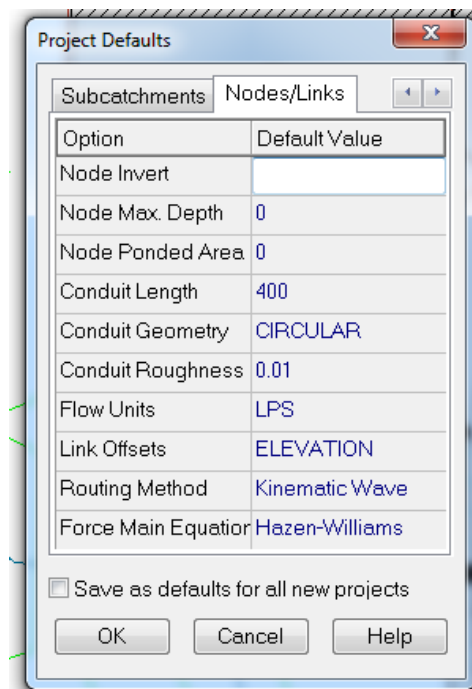 Project Defaults
Subcatchments Nodes/Links
Option Default Value
Node Invert
Node Max. Depth 0
Node Ponded Area 0
Conduit Length 400
Conduit Geometry CIRCULAR
Conduit Roughness 0.01
Flow Units LPS
Link Offsets ELEVATION
Routing Method Kinematic Wave
Force Main Equation Hazen-Williams
Save as defaults for all new projects
OK Cancel Help